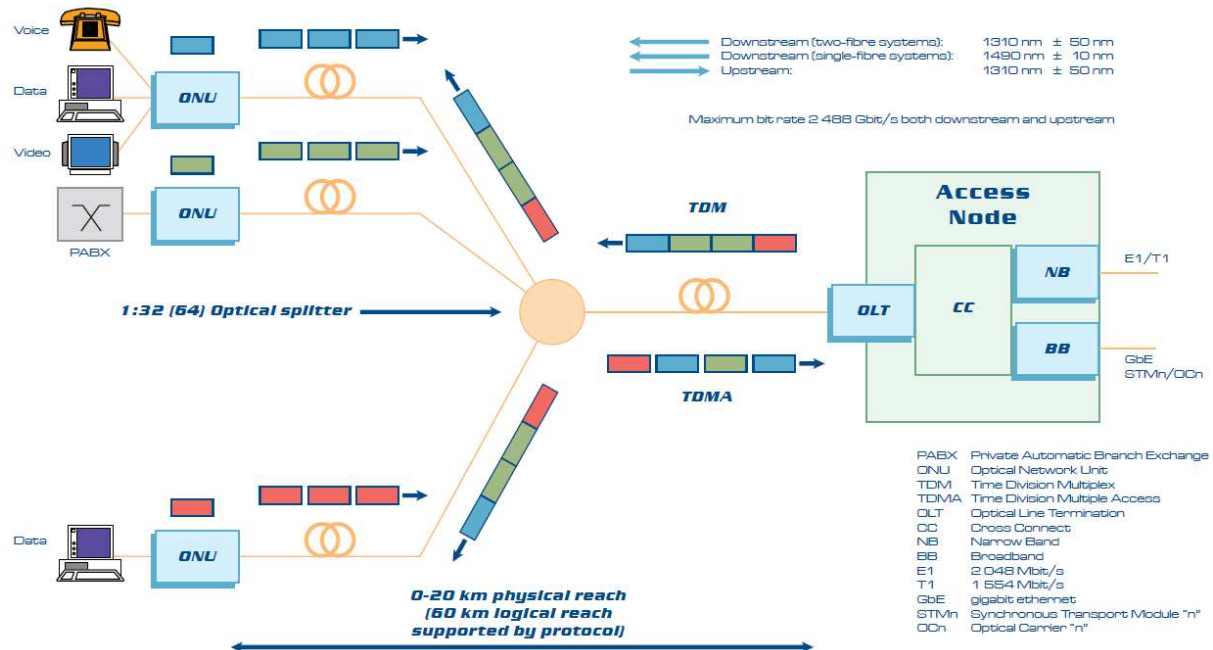 Voice
Data
Video
PABX
ONU
ONU
Downstream (two-fibre systems): 1310 nm ± 50 nm
Downstream (single-fibre systems): 1490 nm ± 10 nm
Upstream: 1310 nm ± 50 nm
Maximum bit rate 2 488 Gbit/s both downstream and upstream
Access
Node
TDM
NB
E1/T1
1:32 (64) Optical splitter
OLT
CC
BB
GbE
STMn/OCn
TDMA
Data
ONU
0-20 km physical reach
(60 km logical reach
supported by protocol)
PABX Private Automatic Branch Exchange
ONU Optical Network Unit
TDM Time Division Multiplex
TDMA Time Division Multiple Access
OLT Optical Line Termination
CC Cross Connect
NB Narrow Band
BB Broadband
E1 2 048 Mbit/s
T1 1 554 Mbit/s
GbE gigabit ethernet
STMn Synchronous Transport Module "n"
OCn Optical Carrier "n"